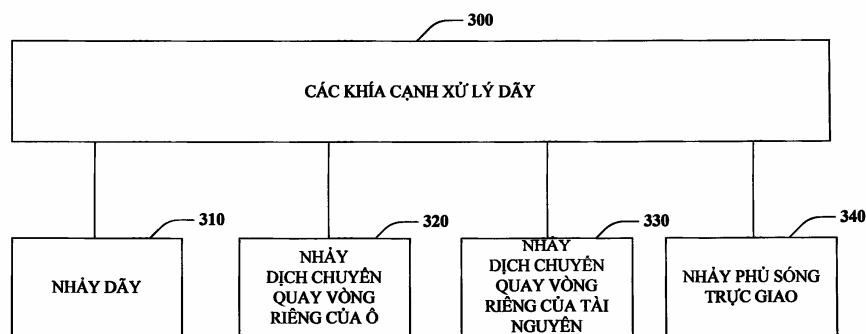 300
CÁC KHÍA CẠNH XỬ LÝ DÃY
310
NHẢY DÃY
320
NHẢY
DỊCH CHUYỂN
QUAY VÒNG
RIÊNG CỦA Ô
330
NHẢY
DỊCH CHUYỂN
QUAY VÒNG
RIÊNG CỦA TÀI
NGUYÊN
340
NHẢY PHỦ SÓNG
TRỰC GIAO